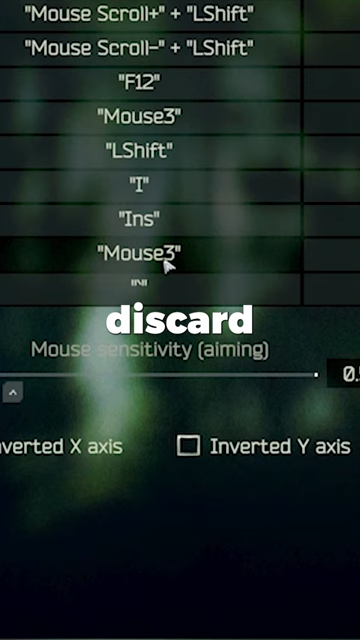 "Mouse Scroll+" + "LShift"
"Mouse Scroll-" + "LShift"
"F12"
"Mouse3"
"LShift"
"I"
"Ins"
"Mouse3"
discard
Mouse sensitivity (aiming)
nverted X axis
Inverted Y axis